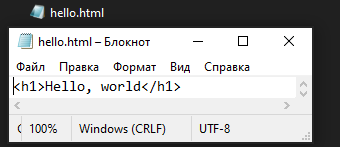 hello.html
hello.html – Блокнот
Файл Правка Формат Вид Справка
<h1>Hello, world</h1>
100% Windows (CRLF) UTF-8